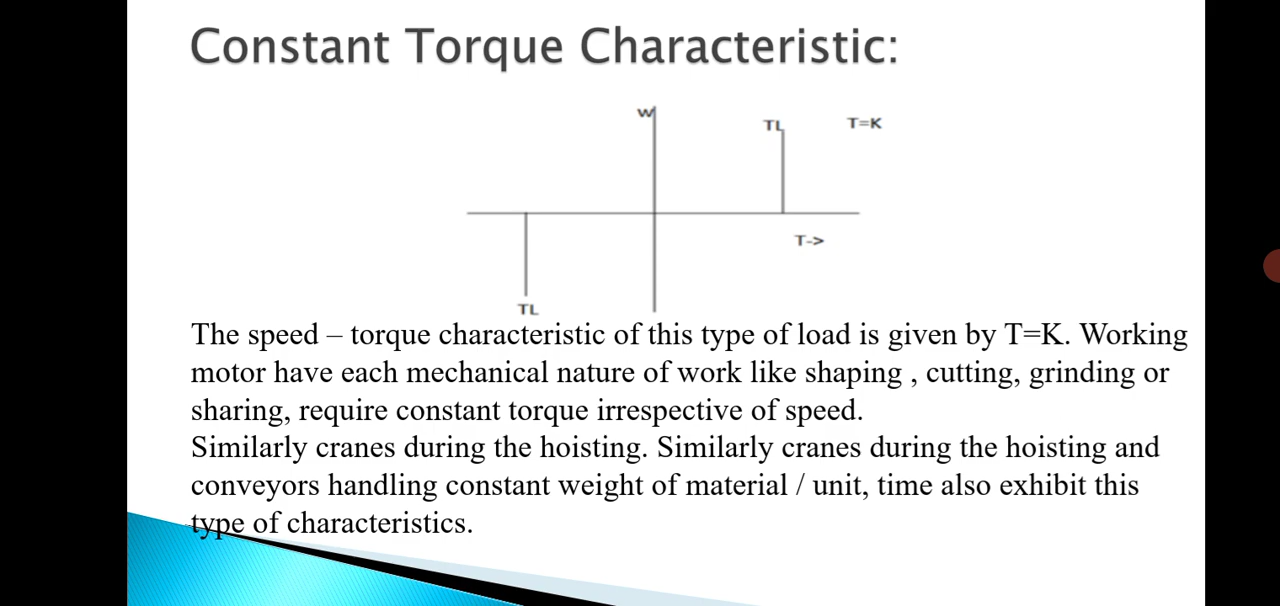 Constant Torque Characteristic:
W
TL
T=K
T->
TL
The speed – torque characteristic of this type of load is given by T=K. Working
motor have each mechanical nature of work like shaping , cutting, grinding or
sharing, require constant torque irrespective of speed.
Similarly cranes during the hoisting. Similarly cranes during the hoisting and
conveyors handling constant weight of material / unit, time also exhibit this
type of characteristics.